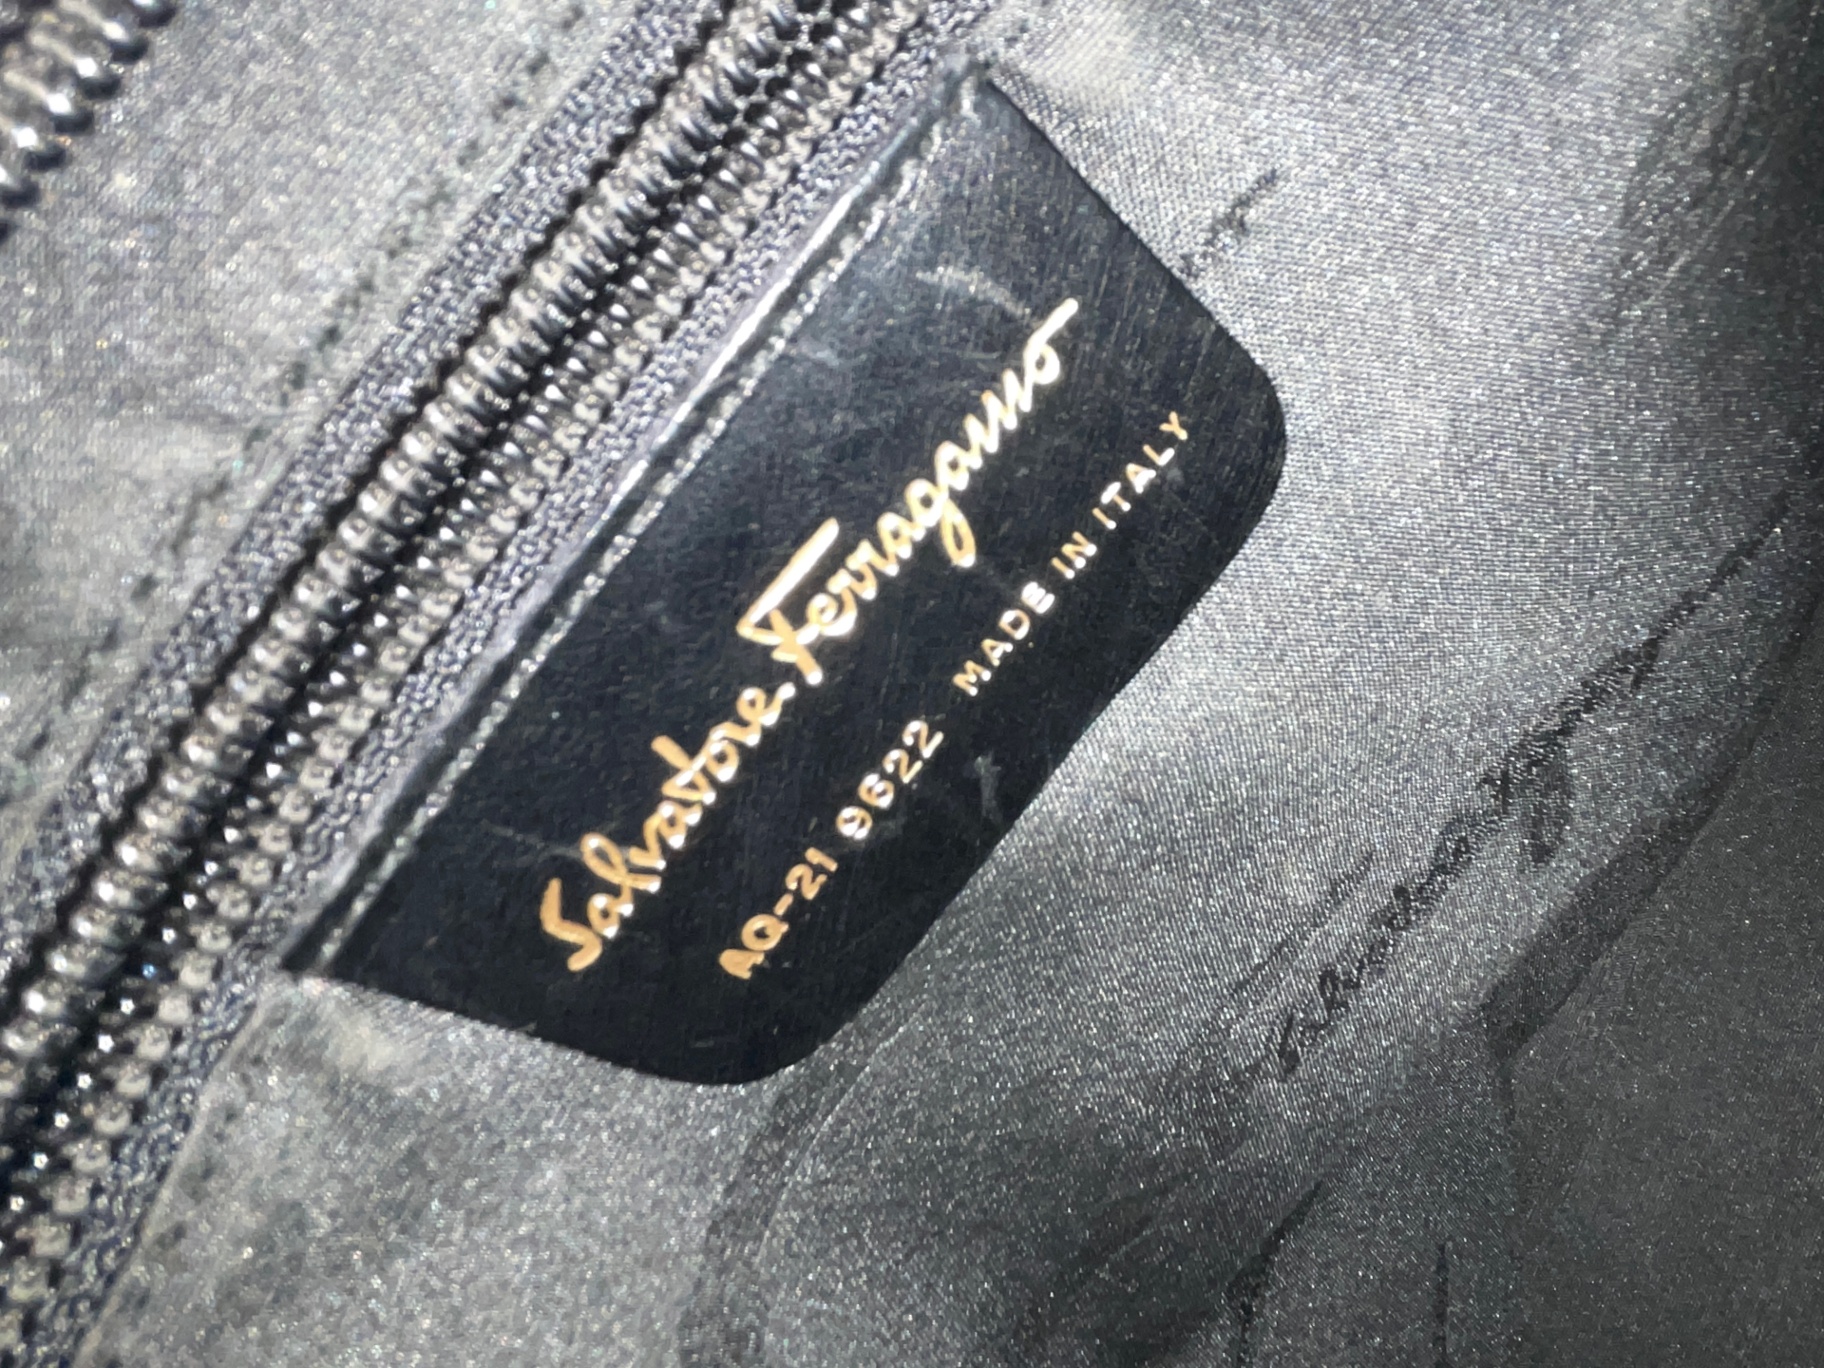 Salvatore Ferragamo
AQ-21 9622 MADE IN ITALY